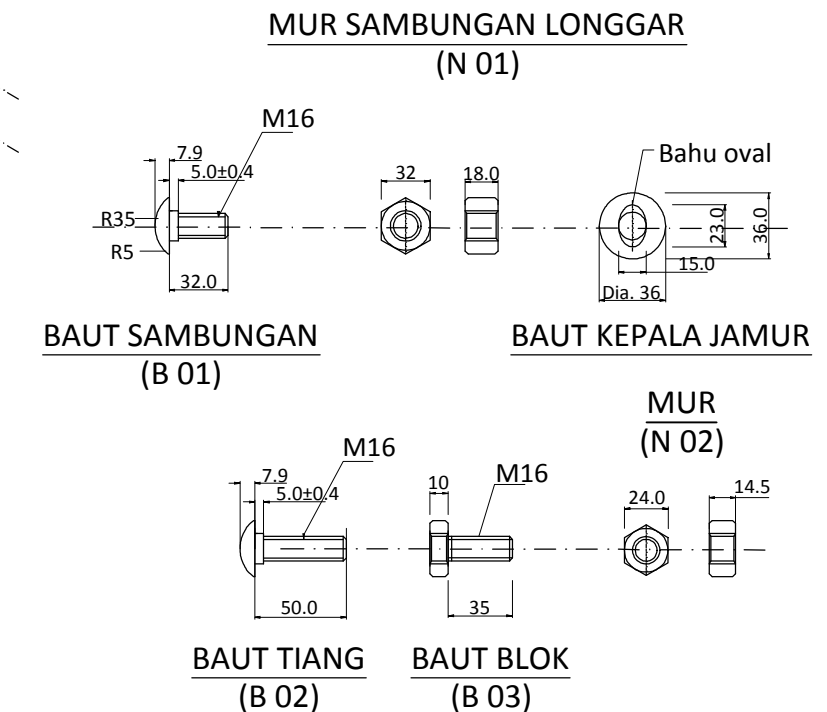 MUR SAMBUNGAN LONGGAR
(N 01)
M16
7.9
5.0±0.4
R35
R5
32.0
32
18.0
Bahu oval
23.0
36.0
15.0
Dia. 36
BAUT SAMBUNGAN
(B 01)
BAUT KEPALA JAMUR
MUR
(N 02)
M16
7.9
5.0±0.4
50.0
10
M16
35
24.0
14.5
BAUT TIANG
(B 02)
BAUT BLOK
(B 03)